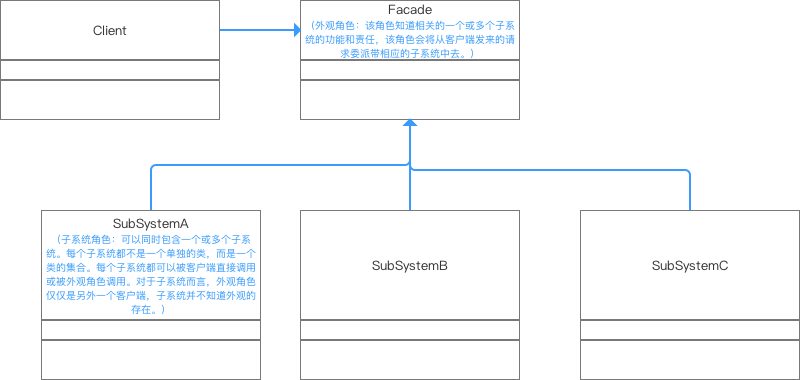 Client
Facade
（外观角色：该角色知道相关的一个或多个子系
统的功能和责任，该角色会将从客户端发来的请
求委派带相应的子系统中去。）
SubSystemA
（子系统角色：可以同时包含一个或多个子系
统。每个子系统都不是一个单独的类，而是一个
类的集合。每个子系统都可以被客户端直接调用
或被外观角色调用。对于子系统而言，外观角色
仅仅是另外一个客户端，子系统并不知道外观的
存在。）
SubSystemB
SubSystemC